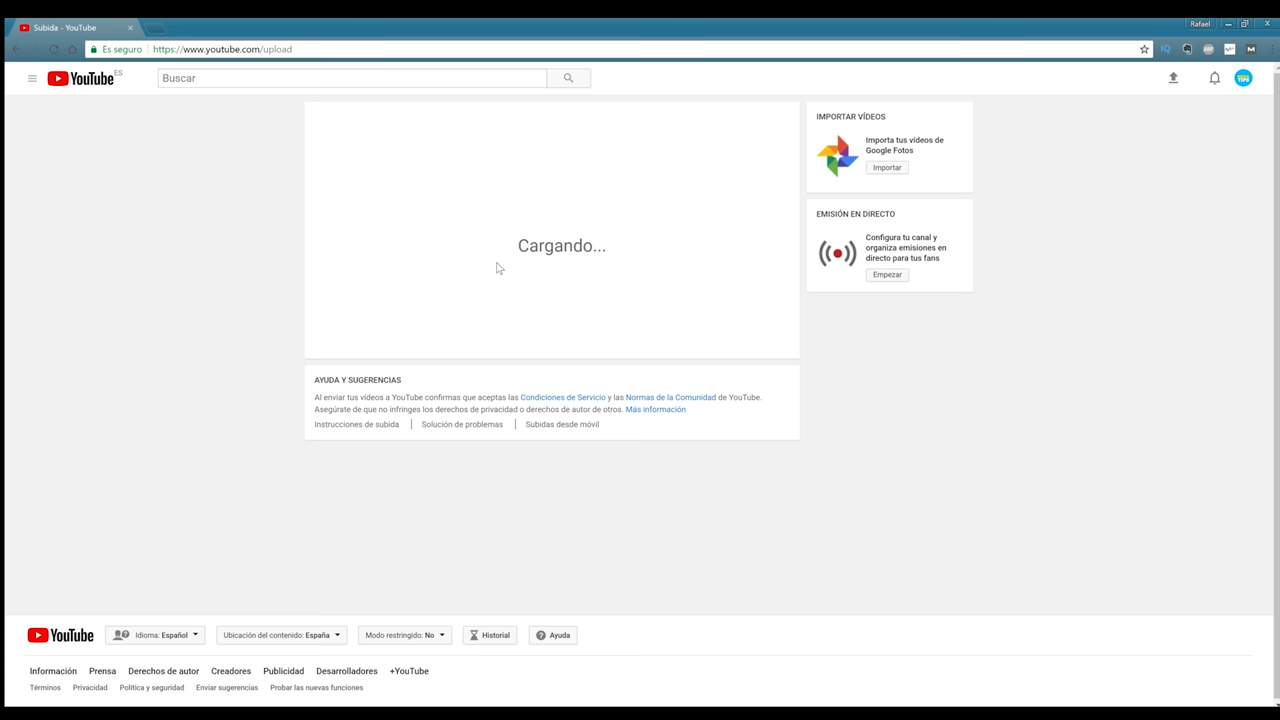 Subida - YouTube
Rafael
Es seguro
https://www.youtube.com/upload
YouTube ES
Buscar
Cargando...
IMPORTAR VÍDEOS
Importa tus vídeos de
Google Fotos
Importar
EMISIÓN EN DIRECTO
Configura tu canal y
organiza emisiones en
directo para tus fans
Empezar
AYUDA Y SUGERENCIAS
Al enviar tus vídeos a YouTube confirmas que aceptas las Condiciones de Servicio y las Normas de la Comunidad de YouTube.
Asegúrate de que no infringes los derechos de privacidad o derechos de autor de otros. Más información
Instrucciones de subida
Solución de problemas
Subidas desde móvil
YouTube
Idioma: Español
Ubicación del contenido: España
Modo restringido: No
Historial
Ayuda
Información Prensa Derechos de autor Creadores Publicidad Desarrolladores +YouTube
Términos Privacidad Política y seguridad Enviar sugerencias Probar las nuevas funciones